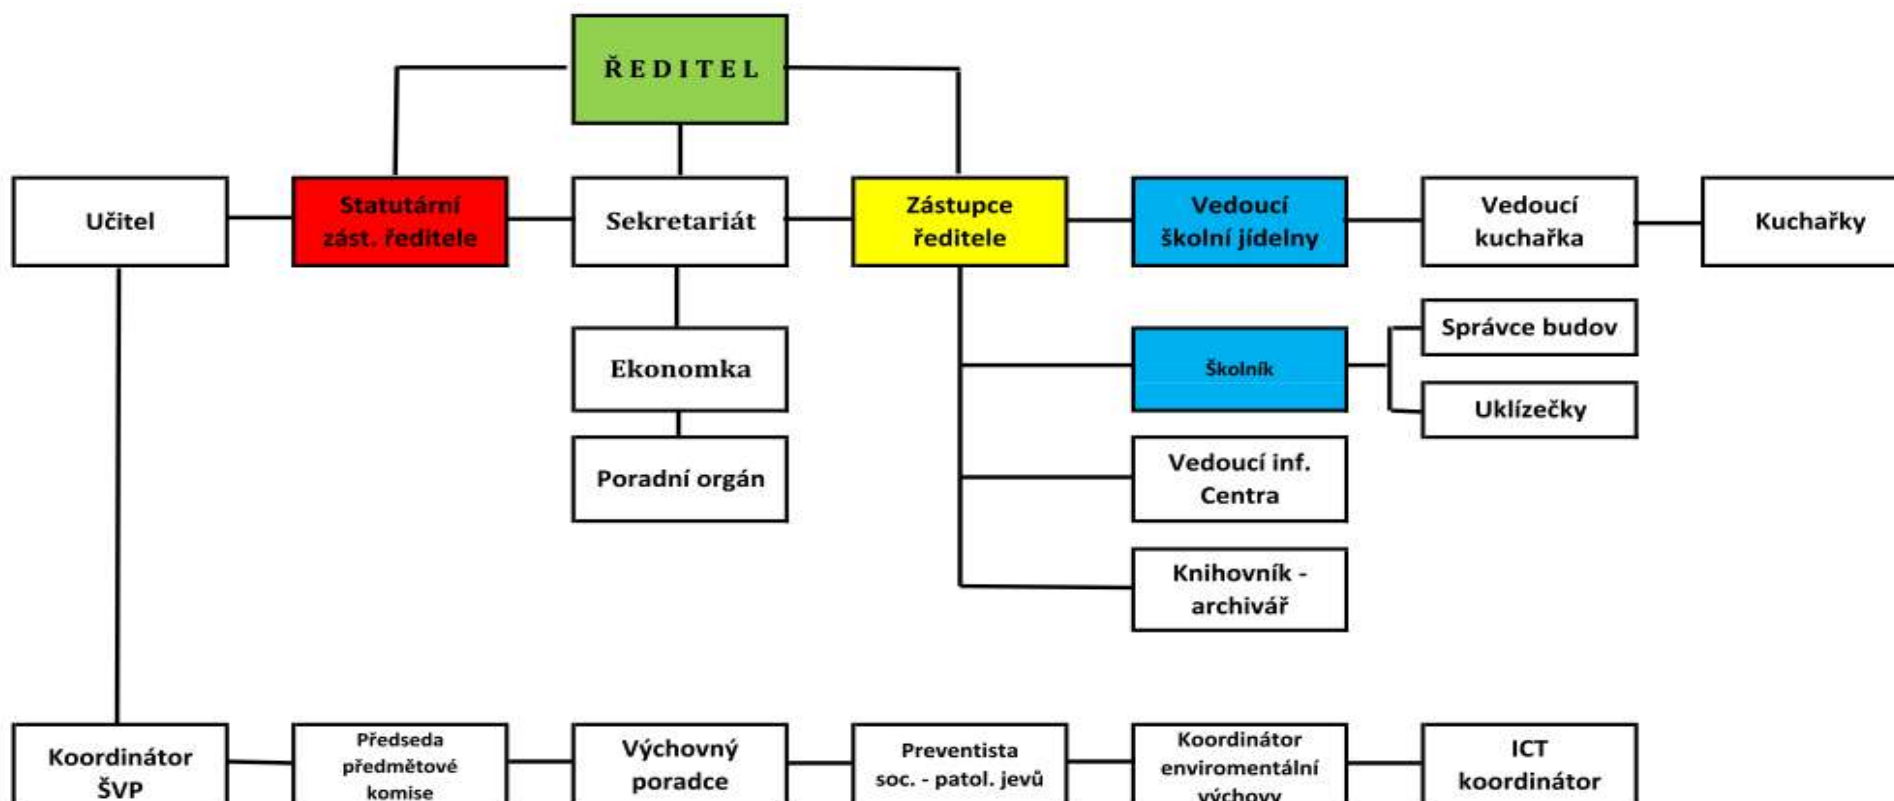 ŘEDITEL
Učitel
Statutární
zást. ředitele
Sekretariát
Zástupce
ředitele
Vedoucí
školní jídelny
Vedoucí
kuchařka
Kuchařky
Správce budov
Ekonomka
Školník
Uklízečky
Poradní orgán
Vedoucí inf.
Centra
Knihovník -
archivář
Koordinátor
ŠVP
Předseda
předmětové
komise
Výchovný
poradce
Preventista
soc. - patol. jevů
Koordinátor
enviromentální
výchovy
ICT
koordinátor